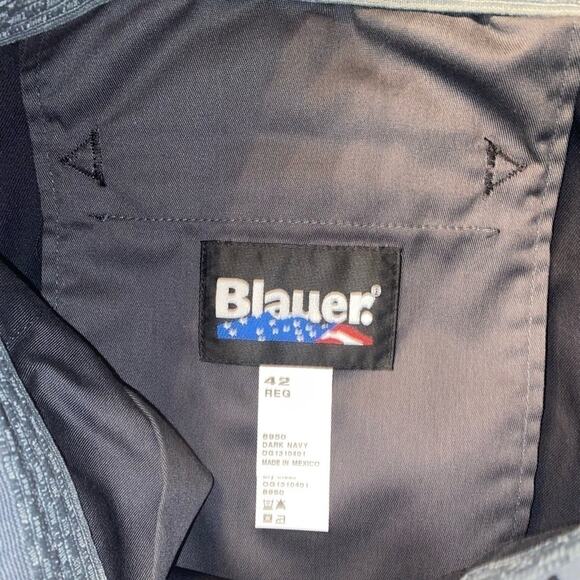 Blauer.®
42
REG
8950
DARK NAVY
OG1310401
MADE IN MEXICO
OG1310401
8950